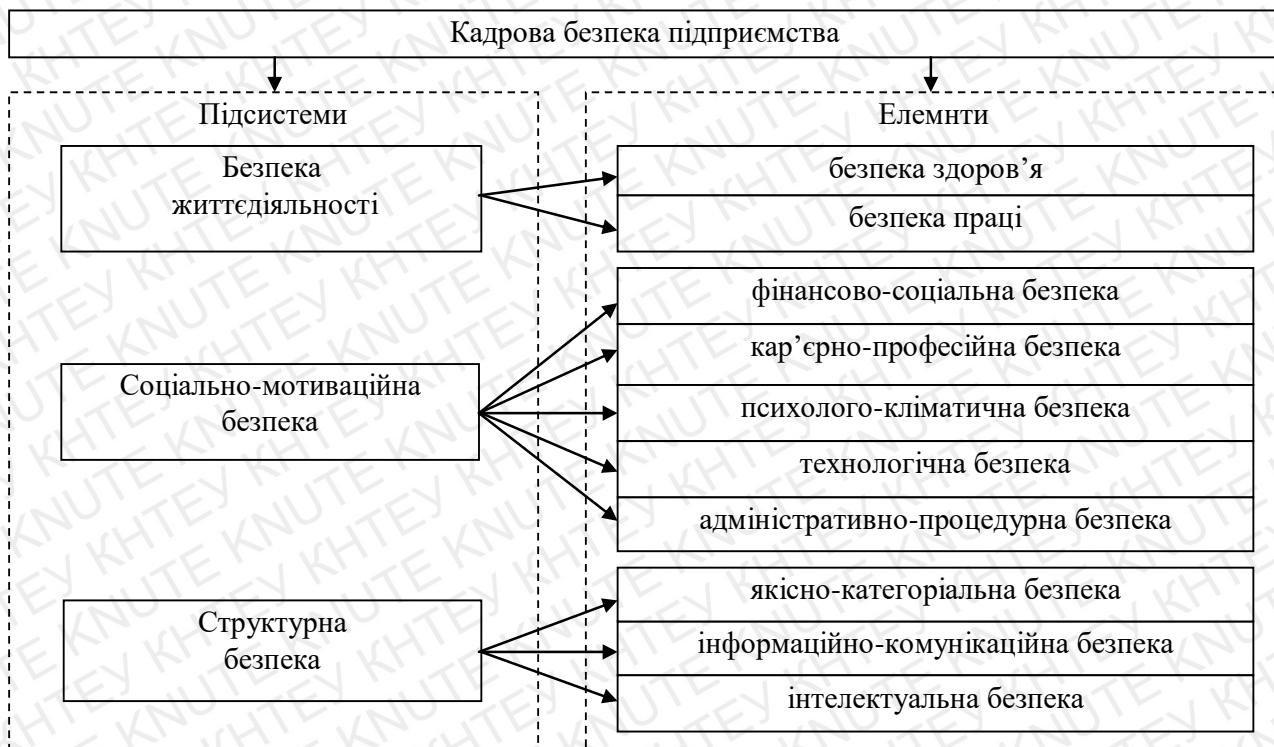 Кадрова безпека підприємства
Підсистеми
Безпека
життєдіяльності
Соціально-мотиваційна
безпека
Структурна
безпека
Елемнти
безпека здоров’я
безпека праці
фінансово-соціальна безпека
кар’єрно-професійна безпека
психолого-кліматична безпека
технологічна безпека
адміністративно-процедурна безпека
якісно-категоріальна безпека
інформаційно-комунікаційна безпека
інтелектуальна безпека